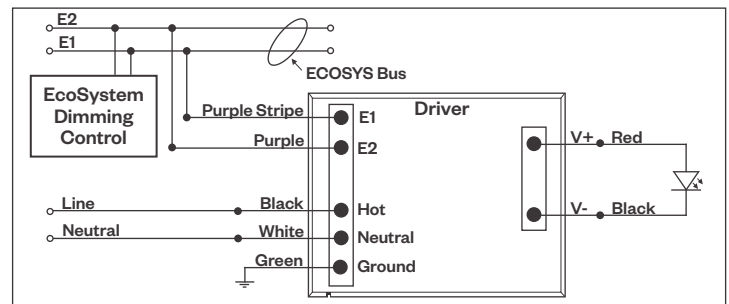 E2
E1
ECOSYS Bus
EcoSystem
Dimming
Control
Driver
Purple Stripe
E1
Purple
E2
V+
Red
Line
Black
Hot
V-
Black
Neutral
White
Neutral
Green
Ground